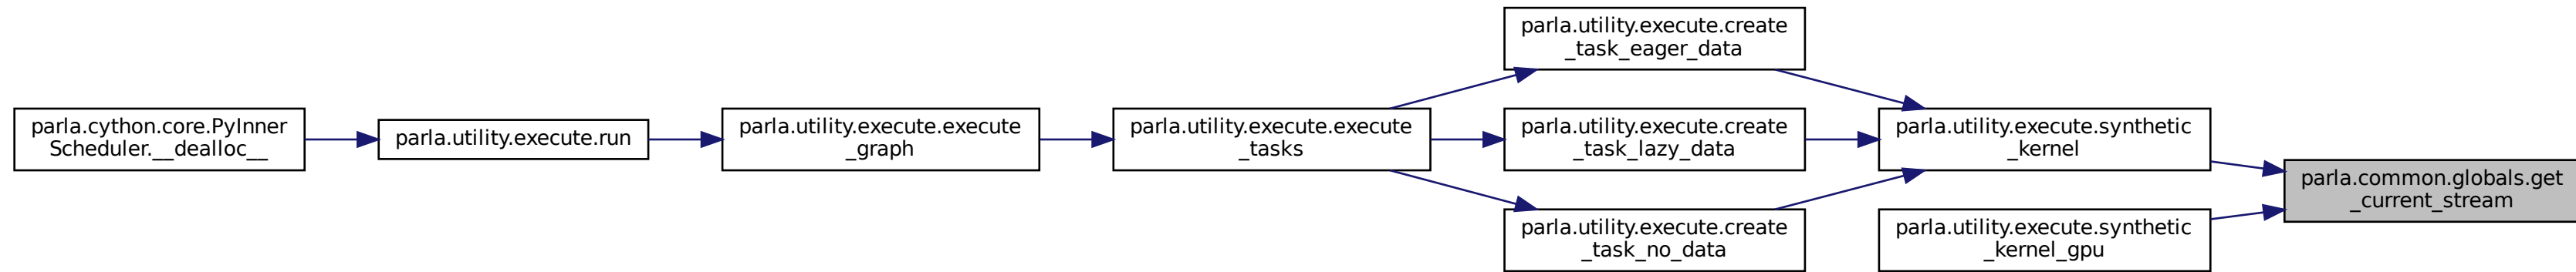 parla.cython.core.PyInner
Scheduler.__dealloc__
parla.utility.execute.run
parla.utility.execute.execute
_graph
parla.utility.execute.execute
_tasks
parla.utility.execute.create
_task_eager_data
parla.utility.execute.create
_task_lazy_data
parla.utility.execute.create
_task_no_data
parla.utility.execute.synthetic
_kernel
parla.utility.execute.synthetic
_kernel_gpu
parla.common.globals.get
_current_stream